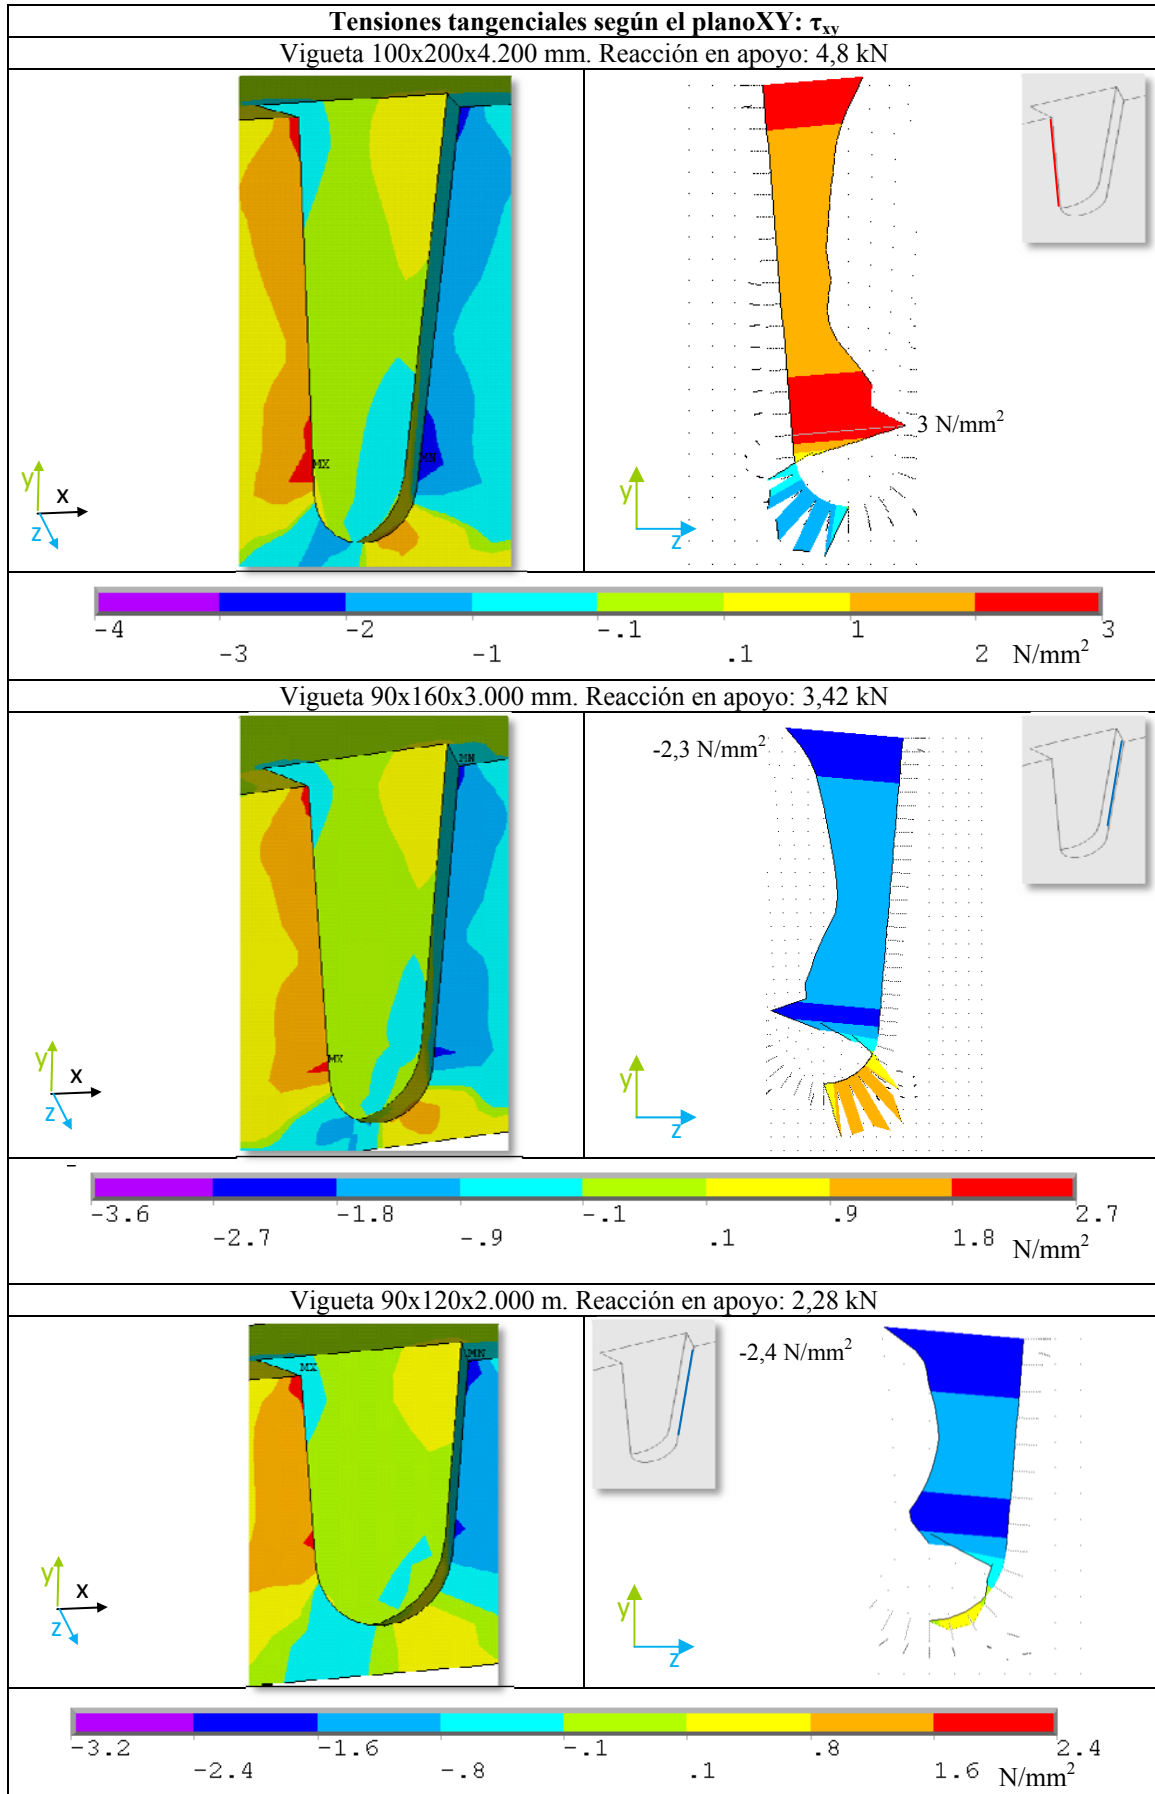 Tensiones tangenciales según el planoXY: τxy
Vigueta 100x200x4.200 mm. Reacción en apoyo: 4,8 kN
MX
MN
y
x
z
3 N/mm²
y
z
-4 -2 -.1 1 3
-3 -1 .1 2 N/mm²
Vigueta 90x160x3.000 mm. Reacción en apoyo: 3,42 kN
MN
MX
y
x
z
-2,3 N/mm²
y
z
-3.6 -1.8 -.1 .9 2.7
-2.7 -.9 .1 1.8 N/mm²
Vigueta 90x120x2.000 m. Reacción en apoyo: 2,28 kN
MX
MN
y
x
z
-2,4 N/mm²
y
z
-3.2 -1.6 -.1 .8 2.4
-2.4 -.8 .1 1.6 N/mm²